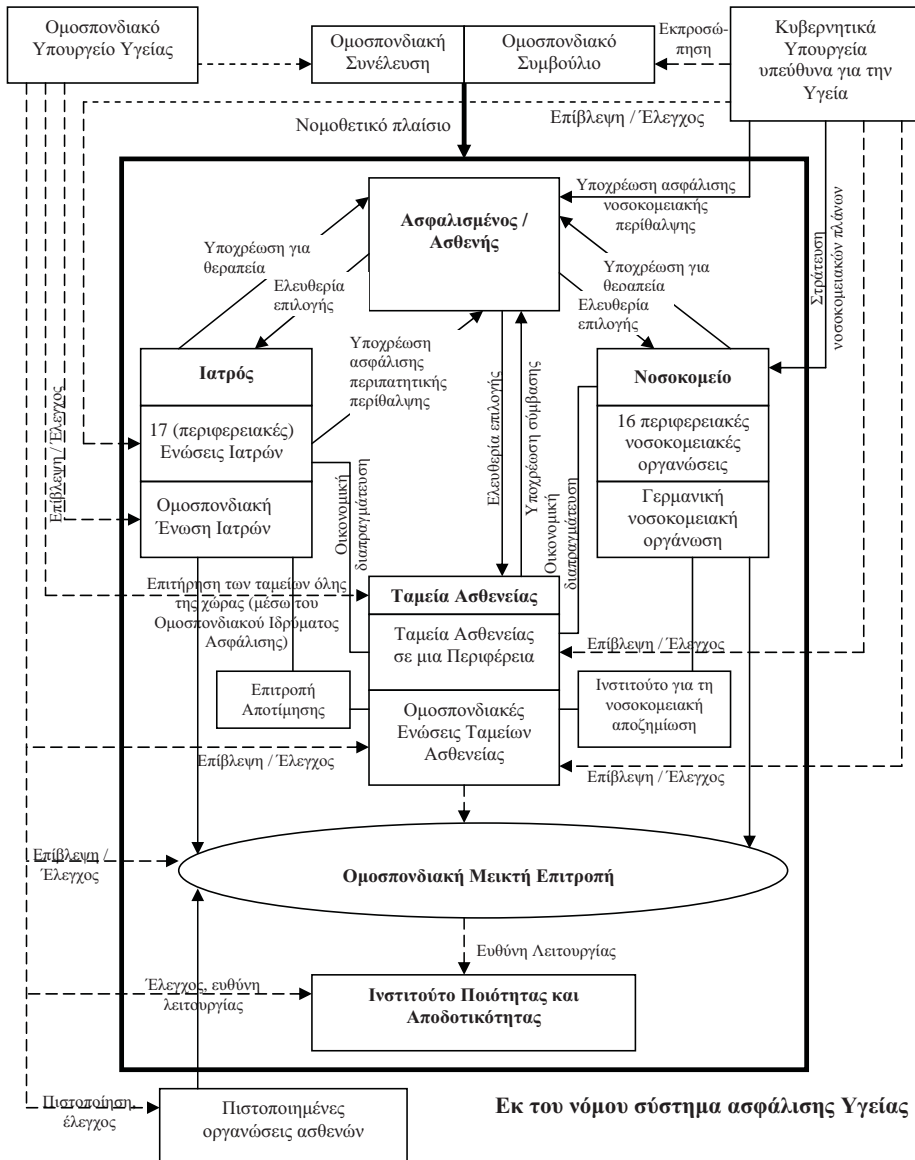 Ομοσπονδιακό
Υπουργείο Υγείας
Ομοσπονδιακή
Συνέλευση
Ομοσπονδιακό
Συμβούλιο
Εκπροσώ-
πηση
Κυβερνητικά
Υπουργεία
υπεύθυνα για την
Υγεία
Νομοθετικό πλαίσιο
Επίβλεψη / Έλεγχος
Υποχρέωση ασφάλισης
νοσοκομειακής
περίθαλψης
Ασφαλισμένος /
Ασθενής
Στράτευση
νοσοκομειακών πλάνων
Υποχρέωση για
θεραπεία
Ελευθερία
επιλογής
Υποχρέωση για
θεραπεία
Ελευθερία
επιλογής
Υποχρέωση
ασφάλισης
περιπατητικής
περίθαλψης
Ιατρός
17 (περιφερειακές)
Ενώσεις Ιατρών
Ομοσπονδιακή
Ένωση Ιατρών
Επίβλεψη / Έλεγχος
Οικονομική
διαπραγμάτευση
Ελευθερία επιλογής
Υποχρέωση σύμβασης
Οικονομική
διαπραγμάτευση
Νοσοκομείο
16 περιφερειακές
νοσοκομειακές
οργανώσεις
Γερμανική
νοσοκομειακή
οργάνωση
Επιτήρηση των ταμείων όλης
της χώρας (μέσω του
Ομοσπονδιακού Ιδρύματος
Ασφάλισης)
Ταμεία Ασθενείας
Ταμεία Ασθενείας
σε μια Περιφέρεια
Ομοσπονδιακές
Ενώσεις Ταμείων
Ασθενείας
Επίβλεψη / Έλεγχος
Επιτροπή
Αποτίμησης
Ινστιτούτο για τη
νοσοκομειακή
αποζημίωση
Επίβλεψη / Έλεγχος
Επίβλεψη / Έλεγχος
Επίβλεψη /
Έλεγχος
Ομοσπονδιακή Μεικτή Επιτροπή
Ευθύνη Λειτουργίας
Έλεγχος, ευθύνη
λειτουργίας
Ινστιτούτο Ποιότητας και
Αποδοτικότητας
Πιστοποίηση,
έλεγχος
Πιστοποιημένες
οργανώσεις ασθενών
Εκ του νόμου σύστημα ασφάλισης Υγείας